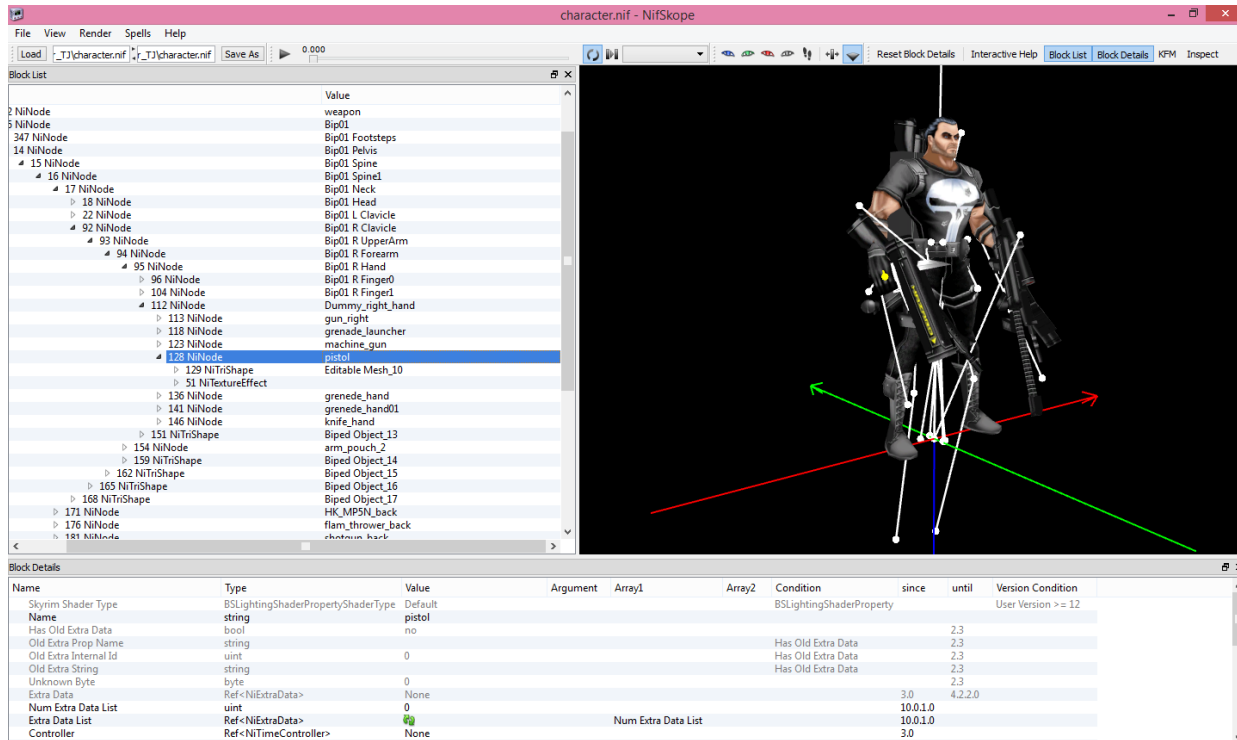 character.nif - NifSkope
File View Render Spells Help
Load r_TJ\character.nif r_TJ\character.nif Save As 0.000 Reset Block Details Interactive Help Block List Block Details KFM Inspect
Block List
Value
2 NiNode weapon
5 NiNode Bip01
347 NiNode Bip01 Footsteps
14 NiNode Bip01 Pelvis
15 NiNode Bip01 Spine
16 NiNode Bip01 Spine1
17 NiNode Bip01 Neck
18 NiNode Bip01 Head
22 NiNode Bip01 L Clavicle
92 NiNode Bip01 R Clavicle
93 NiNode Bip01 R UpperArm
94 NiNode Bip01 R Forearm
95 NiNode Bip01 R Hand
96 NiNode Bip01 R Finger0
104 NiNode Bip01 R Finger1
112 NiNode Dummy_right_hand
113 NiNode gun_right
118 NiNode grenade_launcher
123 NiNode machine_gun
128 NiNode pistol
129 NiTriShape Editable Mesh_10
51 NiTextureEffect
136 NiNode grenede_hand
141 NiNode grenede_hand01
146 NiNode knife_hand
151 NiTriShape Biped Object_13
154 NiNode arm_pouch_2
159 NiTriShape Biped Object_14
162 NiTriShape Biped Object_15
165 NiTriShape Biped Object_16
168 NiTriShape Biped Object_17
171 NiNode HK_MP5N_back
176 NiNode flam_thrower_back
181 NiNode shotgun_back
Block Details
Name Type Value Argument Array1 Array2 Condition since until Version Condition
Skyrim Shader Type BSLightingShaderPropertyShaderType Default BSLightingShaderProperty User Version >= 12
Name string pistol
Has Old Extra Data bool no 2.3
Old Extra Prop Name string Has Old Extra Data 2.3
Old Extra Internal Id uint 0 Has Old Extra Data 2.3
Old Extra String string Has Old Extra Data 2.3
Unknown Byte byte 0 2.3
Extra Data Ref<NiExtraData> None 3.0 4.2.2.0
Num Extra Data List uint 0 10.0.1.0
Extra Data List Ref<NiExtraData> Num Extra Data List 10.0.1.0
Controller Ref<NiTimeController> None 3.0